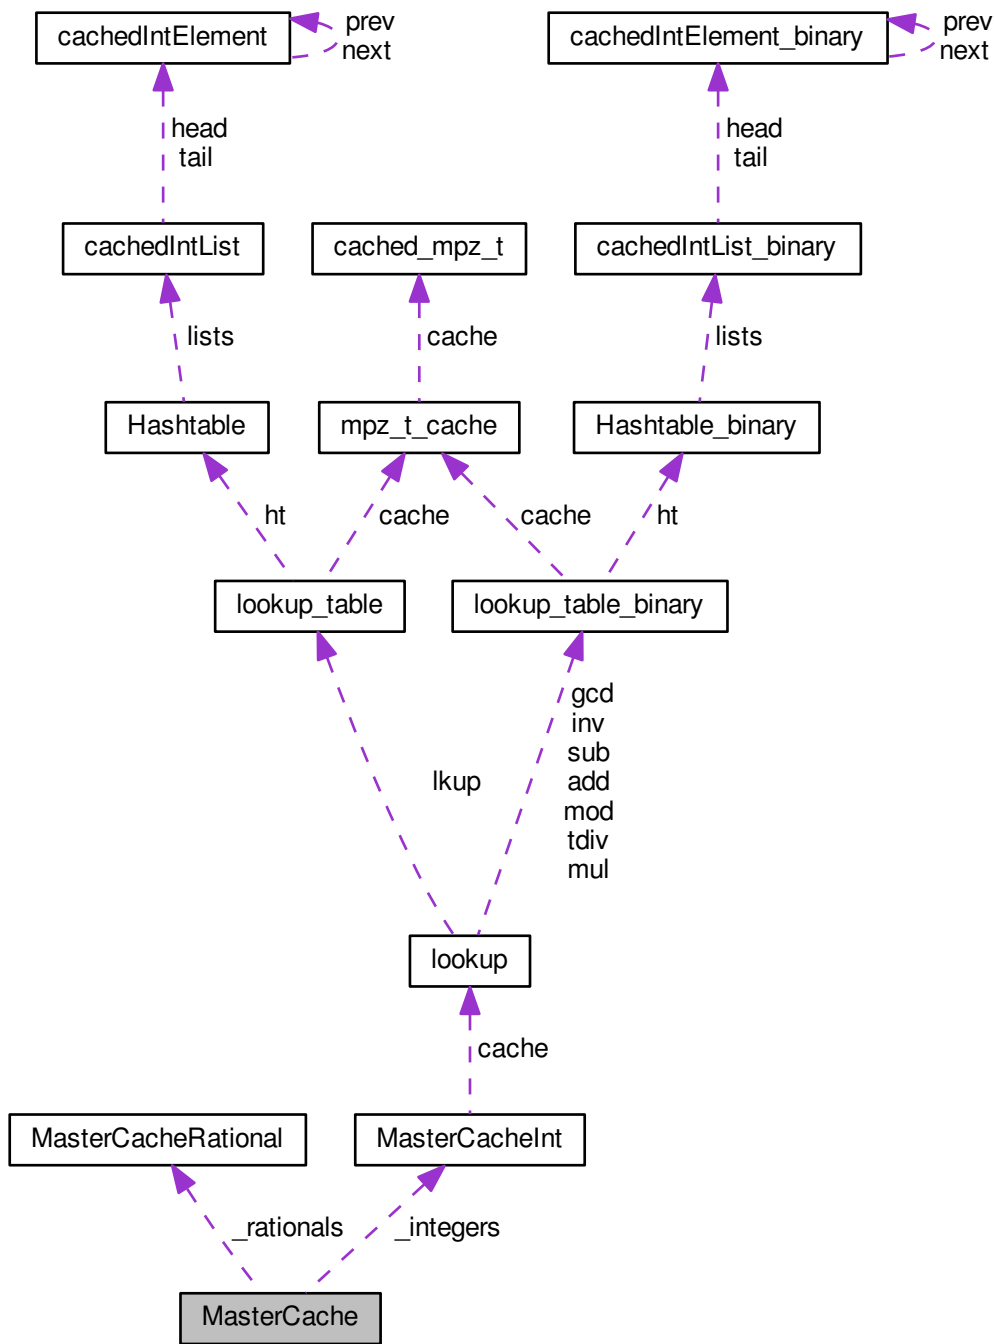 cachedIntElement
prev
next
cachedIntElement_binary
prev
next
head
tail
head
tail
cachedIntList
cached_mpz_t
cachedIntList_binary
lists
cache
lists
Hashtable
mpz_t_cache
Hashtable_binary
ht
cache
cache
ht
lookup_table
lookup_table_binary
lkup
gcd
inv
sub
add
mod
tdiv
mul
lookup
cache
MasterCacheRational
MasterCacheInt
_rationals
_integers
MasterCache